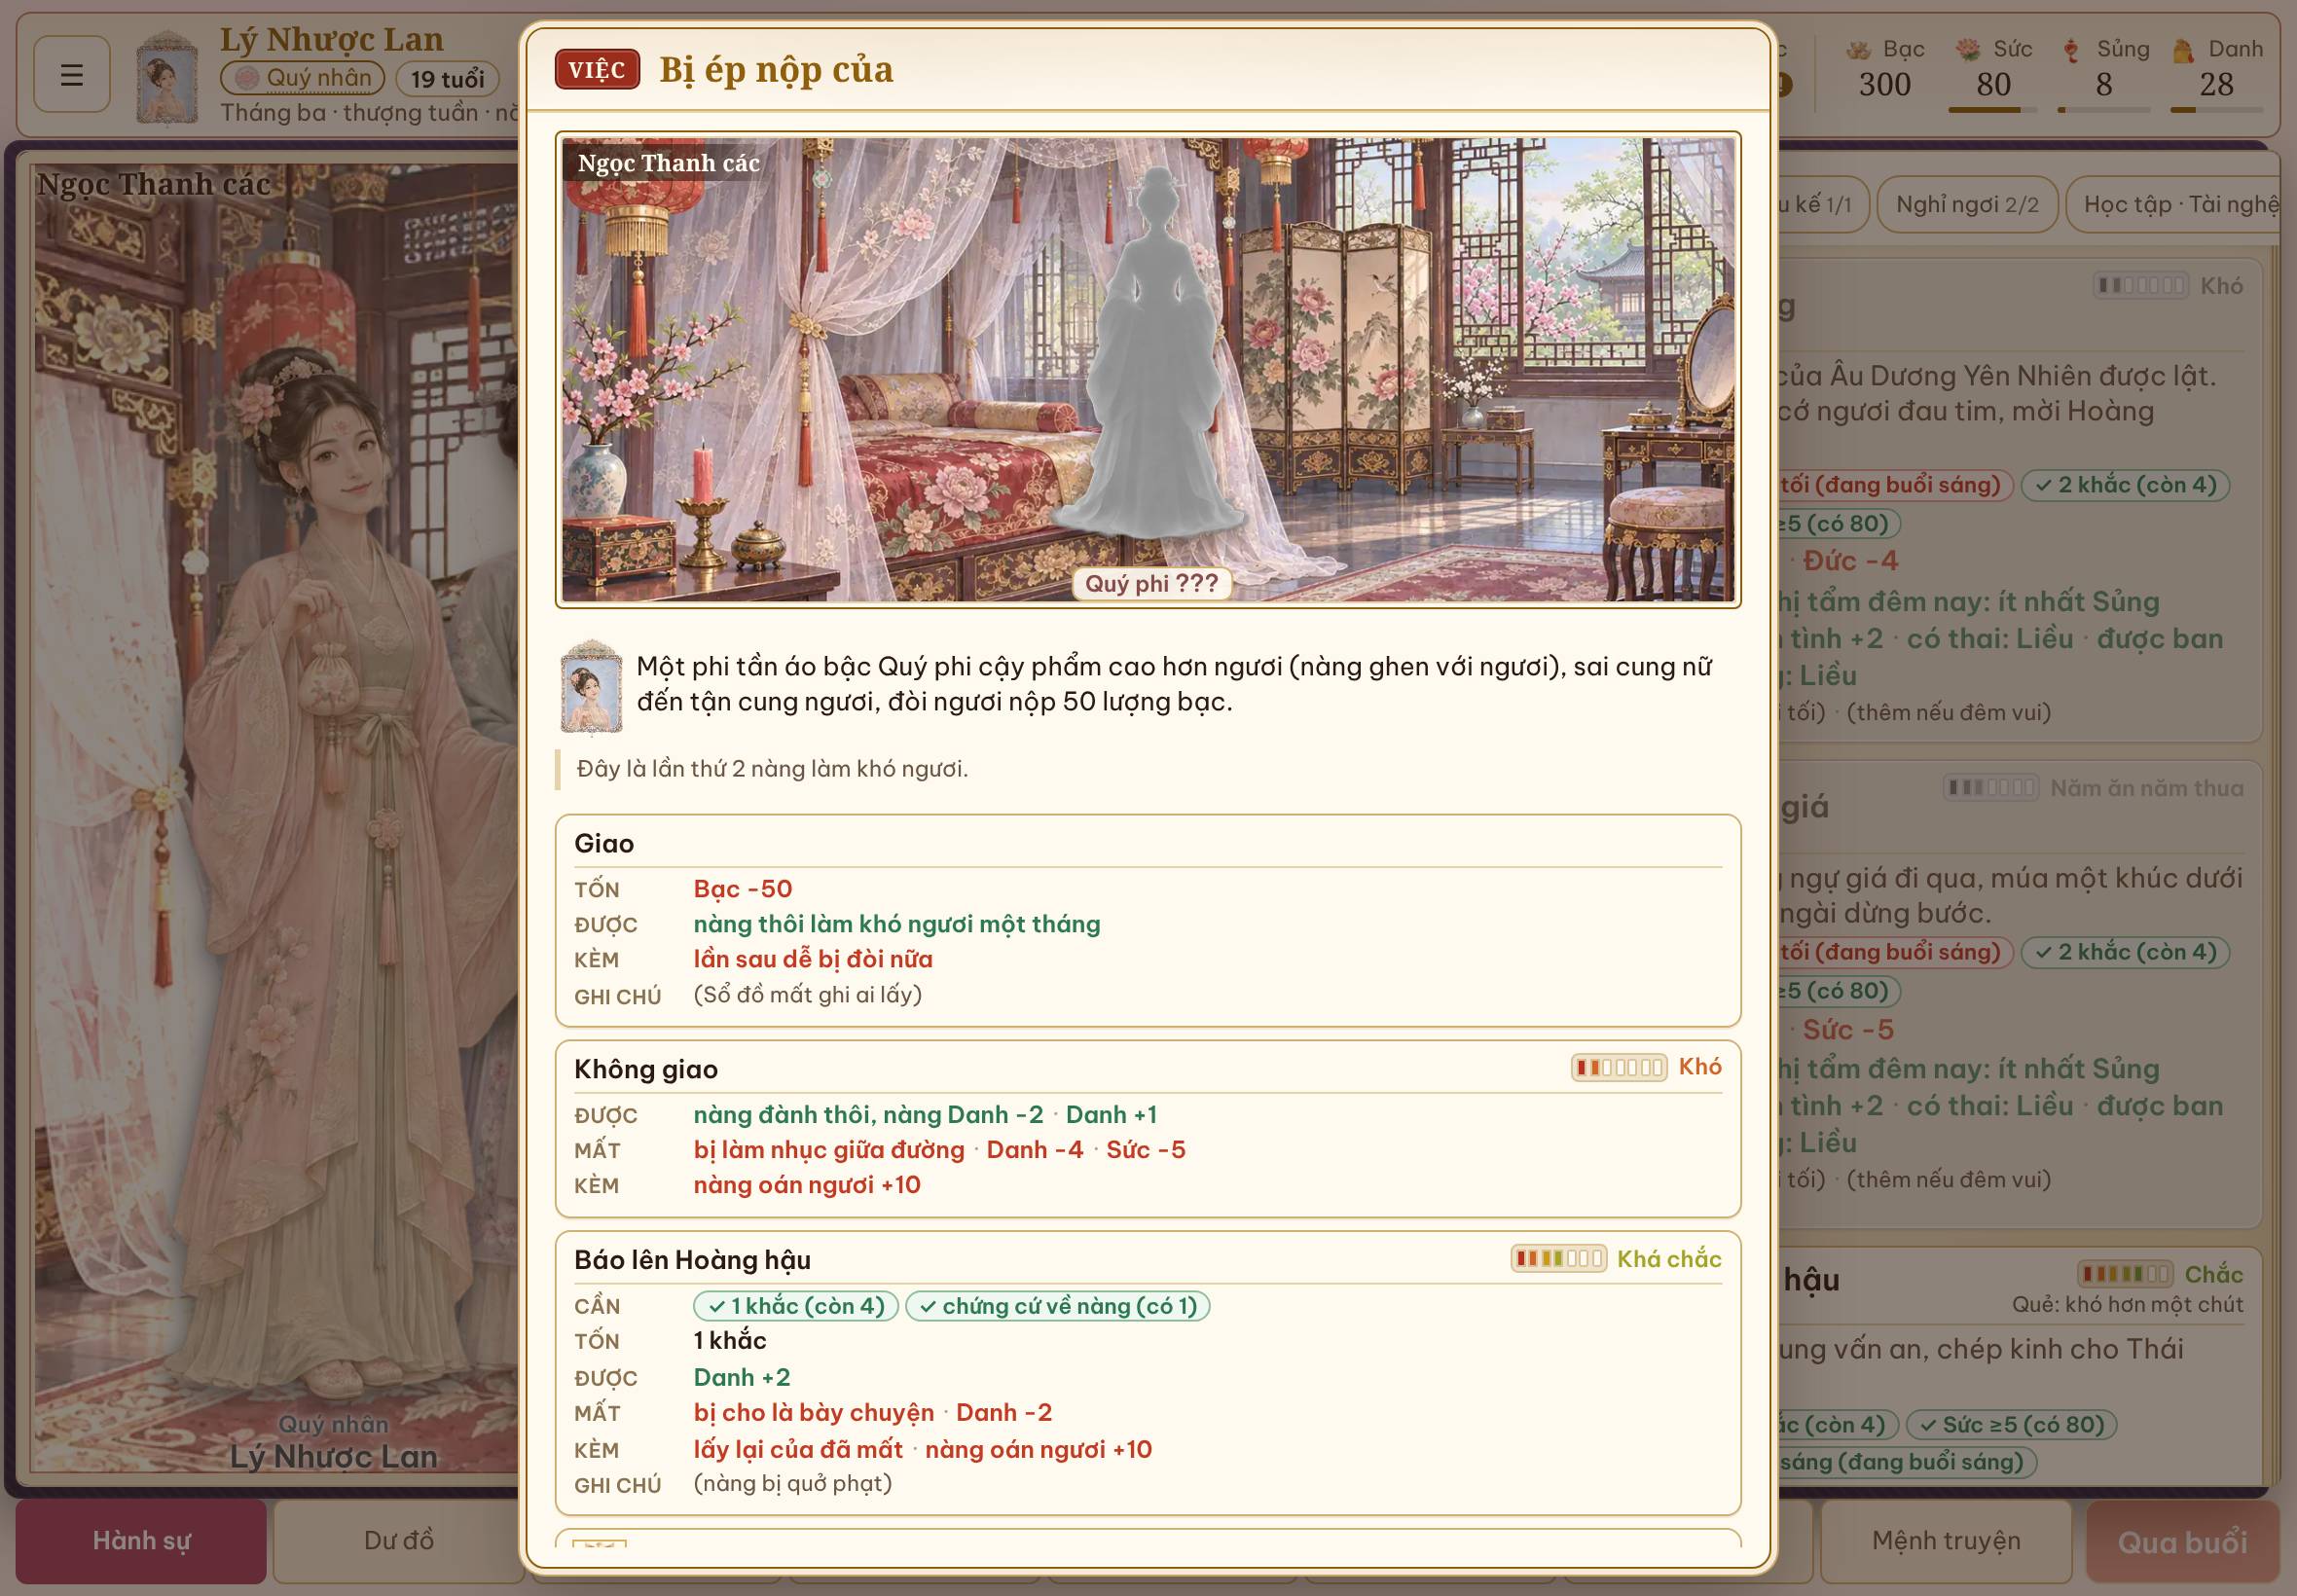 ☰
Lý Nhược Lan
Quý nhân
19 tuổi
Tháng ba · thượng tuần ·
Bạc
300
Sức
80
Sủng
8
Danh
28
VIỆC
Bị ép nộp của
Ngọc Thanh các
Ngọc Thanh các
Quý phi ???
Một phi tần áo bậc Quý phi cậy phẩm cao hơn ngươi (nàng ghen với ngươi), sai cung nữ
đến tận cung ngươi, đòi ngươi nộp 50 lượng bạc.
Đây là lần thứ 2 nàng làm khó ngươi.
Giao
TỐN Bạc -50
ĐƯỢC nàng thôi làm khó ngươi một tháng
KÈM lần sau dễ bị đòi nữa
GHI CHÚ (Sổ đồ mất ghi ai lấy)
Không giao
Khó
ĐƯỢC nàng đành thôi, nàng Danh -2 · Danh +1
MẤT bị làm nhục giữa đường · Danh -4 · Sức -5
KÈM nàng oán ngươi +10
Báo lên Hoàng hậu
Khá chắc
CẦN ✓ 1 khắc (còn 4) ✓ chứng cứ về nàng (có 1)
TỐN 1 khắc
ĐƯỢC Danh +2
MẤT bị cho là bày chuyện · Danh -2
KÈM lấy lại của đã mất · nàng oán ngươi +10
GHI CHÚ (nàng bị quở phạt)
Quý nhân
Lý Nhược Lan
kế 1/1
Nghỉ ngơi 2/2
Học tập · Tài nghệ
Khó
của Âu Dương Yên Nhiên được lật.
cớ ngươi đau tim, mời Hoàng
tối (đang buổi sáng) ✓ 2 khắc (còn 4)
≥5 (có 80)
· Đức -4
thị tẩm đêm nay: ít nhất Sủng
tình +2 · có thai: Liều · được ban
Liều
tối) · (thêm nếu đêm vui)
giá
Năm ăn năm thua
ngự giá đi qua, múa một khúc dưới
ngài dừng bước.
tối (đang buổi sáng) ✓ 2 khắc (còn 4)
≥5 (có 80)
· Sức -5
thị tẩm đêm nay: ít nhất Sủng
tình +2 · có thai: Liều · được ban
Liều
tối) · (thêm nếu đêm vui)
hậu
Chắc
Quẻ: khó hơn một chút
vấn an, chép kinh cho Thái
(còn 4) ✓ Sức ≥5 (có 80)
sáng (đang buổi sáng)
Hành sự
Dư đồ
Mệnh truyện
Qua buổi